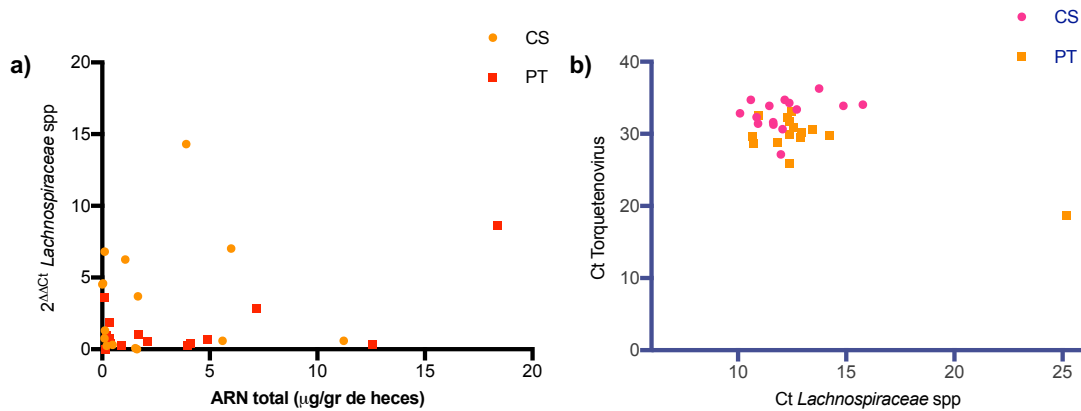 a)
CS
PT
2ΔΔCt Lachnospiraceae spp
20
15
10
5
0
0 5 10 15 20
ARN total (μg/gr de heces)
b)
CS
PT
Ct Torquetenovirus
40
30
20
10
0
10 15 20 25
Ct Lachnospiraceae spp